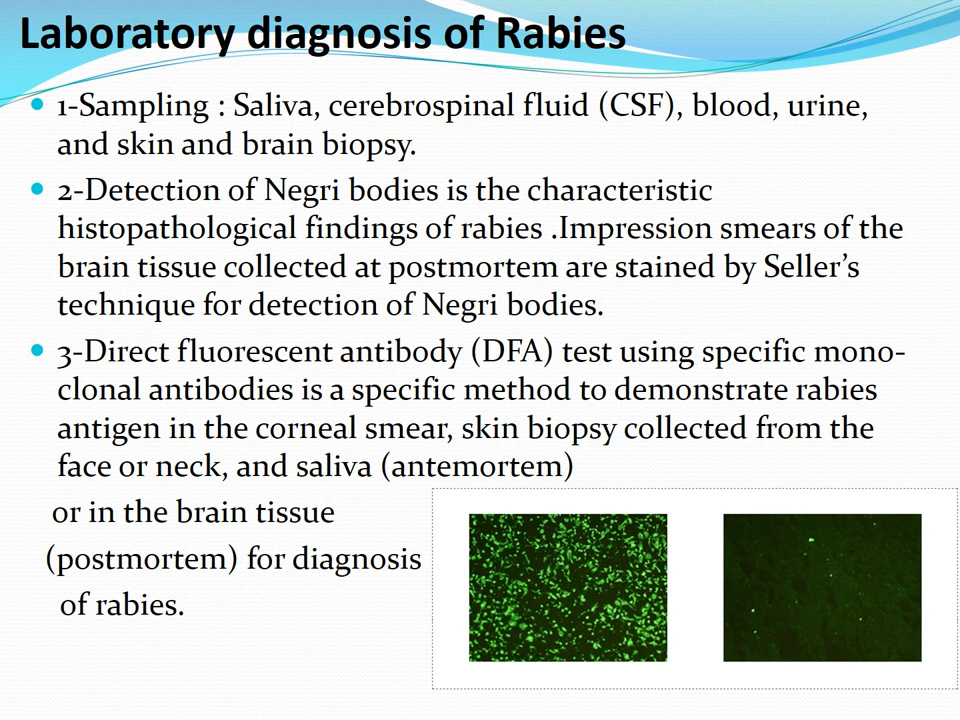 Laboratory diagnosis of Rabies
1-Sampling : Saliva, cerebrospinal fluid (CSF), blood, urine,
and skin and brain biopsy.
2-Detection of Negri bodies is the characteristic
histopathological findings of rabies .Impression smears of the
brain tissue collected at postmortem are stained by Seller’s
technique for detection of Negri bodies.
3-Direct fluorescent antibody (DFA) test using specific mono-
clonal antibodies is a specific method to demonstrate rabies
antigen in the corneal smear, skin biopsy collected from the
face or neck, and saliva (antemortem)
or in the brain tissue
(postmortem) for diagnosis
of rabies.